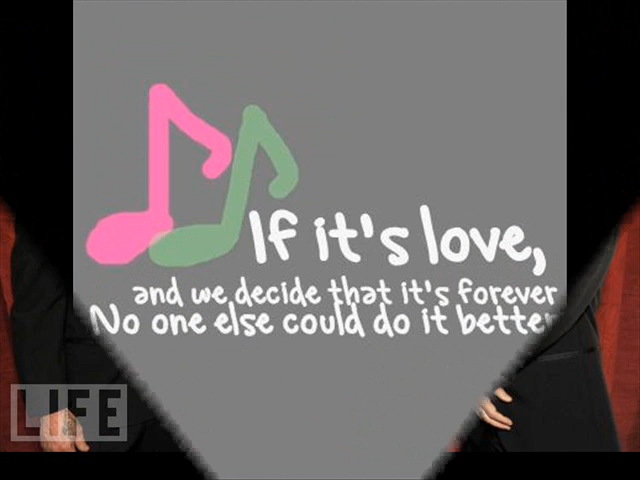 If it's love,
and we decide that it's forever
No one else could do it better
LIFE